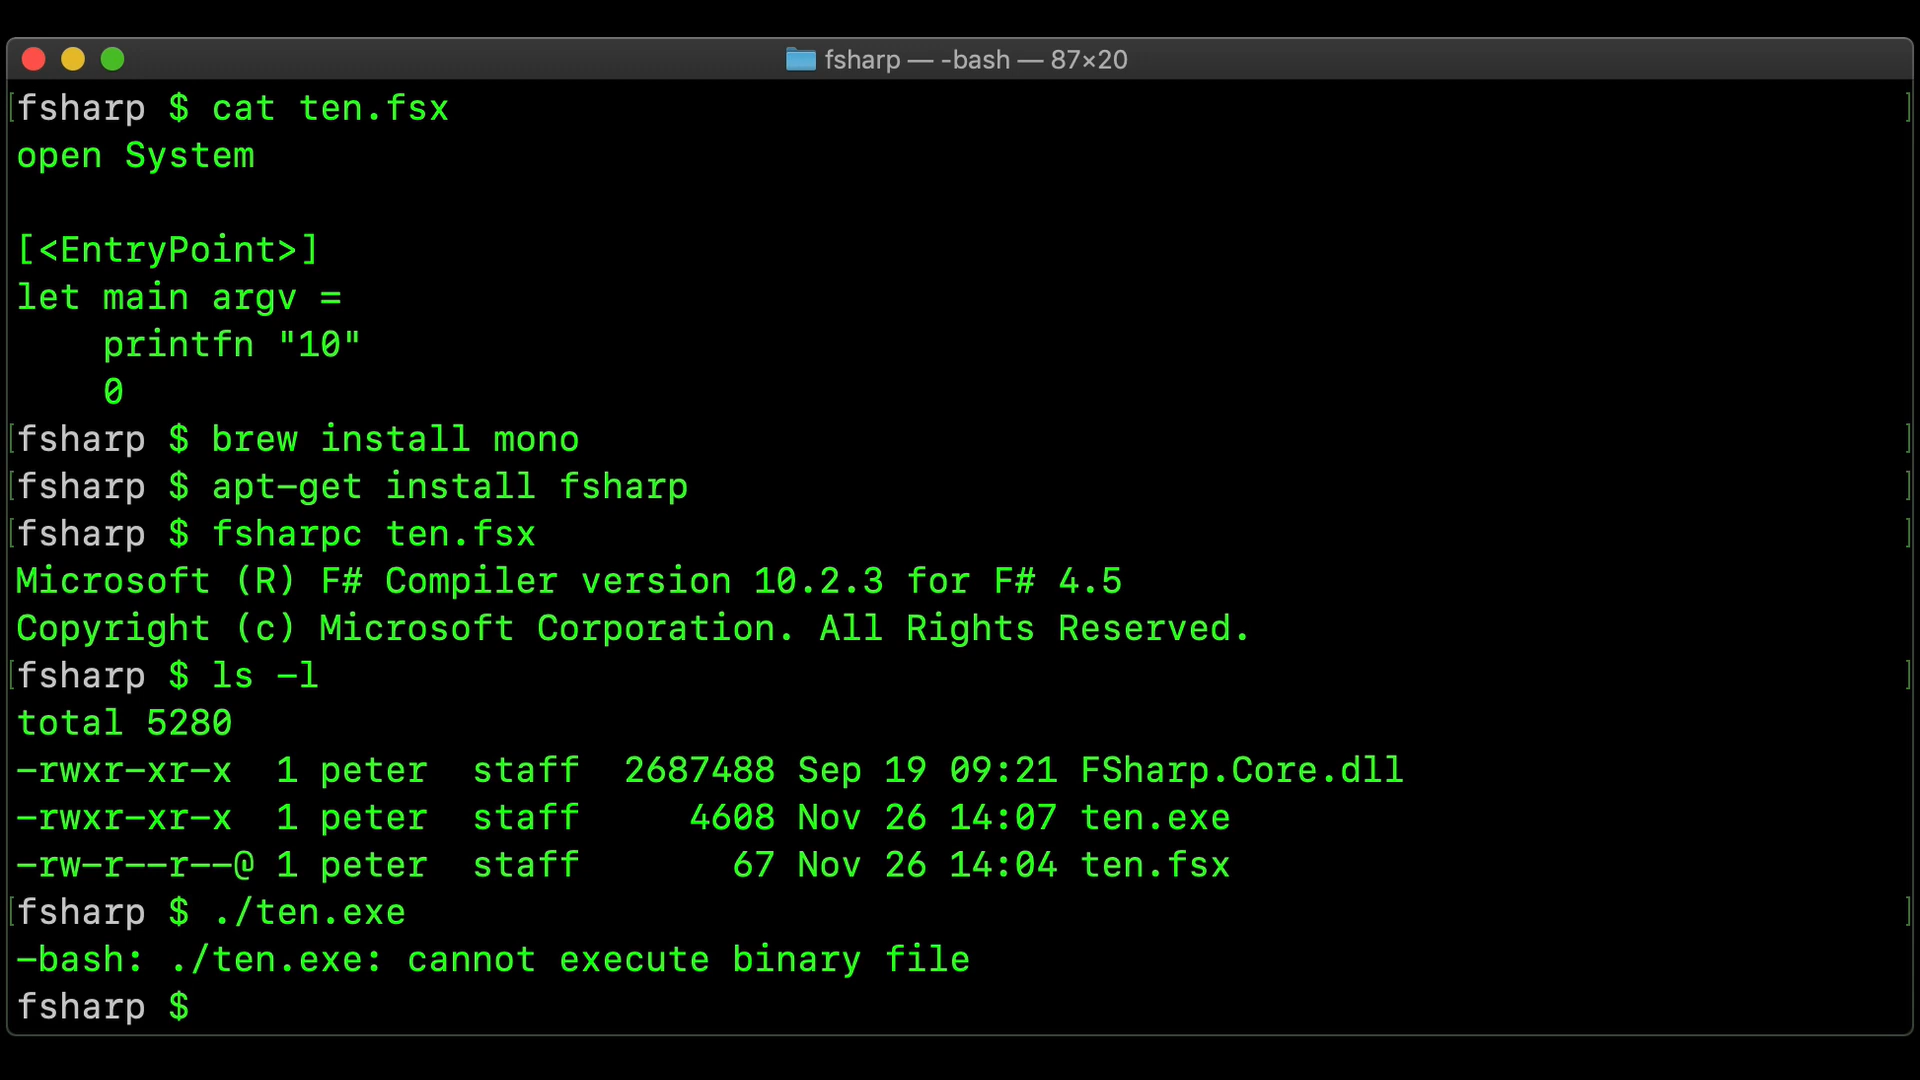 fsharp — -bash — 87×20
[fsharp $ cat ten.fsx ]
open System
[<EntryPoint>]
let main argv =
    printfn "10"
    0
[fsharp $ brew install mono ]
[fsharp $ apt-get install fsharp ]
[fsharp $ fsharpc ten.fsx ]
Microsoft (R) F# Compiler version 10.2.3 for F# 4.5
Copyright (c) Microsoft Corporation. All Rights Reserved.
[fsharp $ ls -l ]
total 5280
-rwxr-xr-x  1 peter  staff  2687488 Sep 19 09:21 FSharp.Core.dll
-rwxr-xr-x  1 peter  staff     4608 Nov 26 14:07 ten.exe
-rw-r--r--@ 1 peter  staff       67 Nov 26 14:04 ten.fsx
[fsharp $ ./ten.exe ]
-bash: ./ten.exe: cannot execute binary file
fsharp $